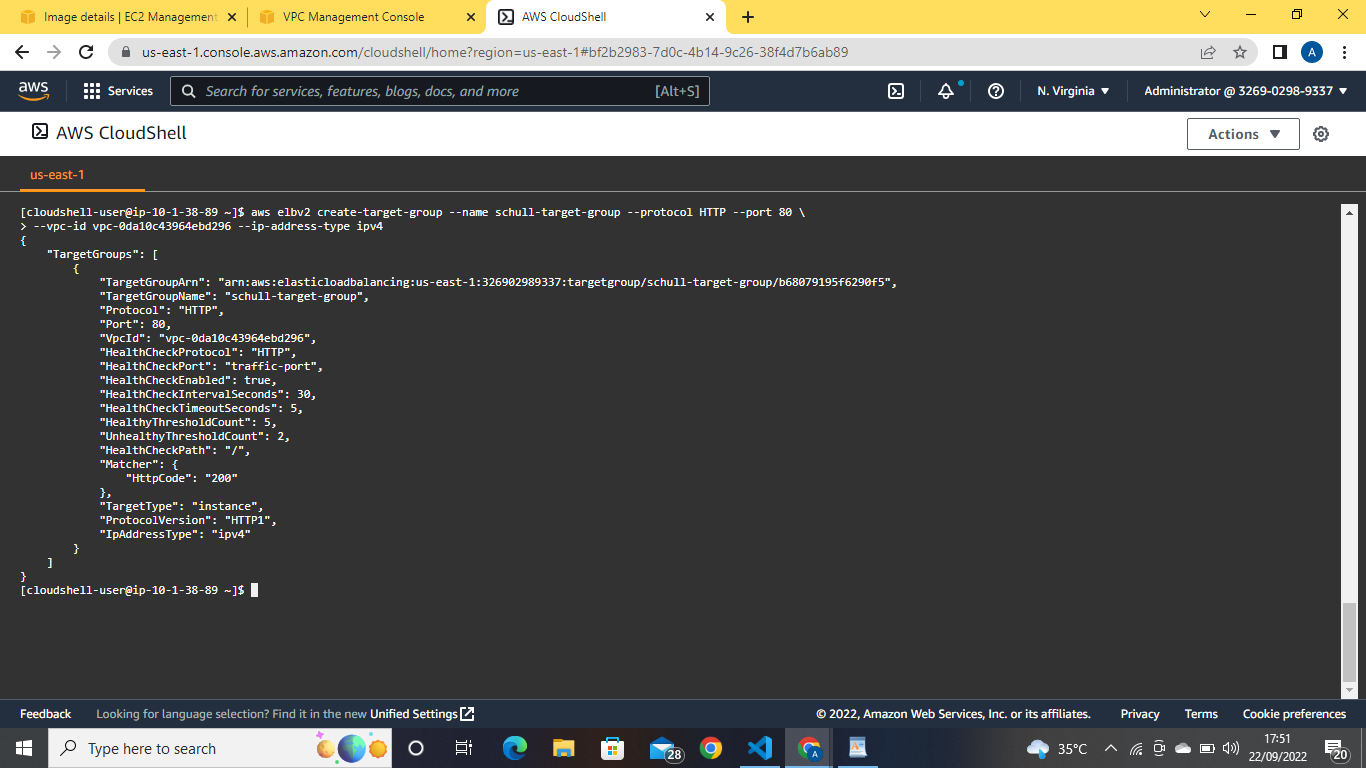 Image details | EC2 Management
VPC Management Console
AWS CloudShell
us-east-1.console.aws.amazon.com/cloudshell/home?region=us-east-1#bf2b2983-7d0c-4b14-9c26-38f4d7b6ab89
A
aws
Services
Search for services, features, blogs, docs, and more
[Alt+S]
N. Virginia
Administrator @ 3269-0298-9337
AWS CloudShell
Actions
us-east-1
[cloudshell-user@ip-10-1-38-89 ~]$ aws elbv2 create-target-group --name schull-target-group --protocol HTTP --port 80 \
> --vpc-id vpc-0da10c43964ebd296 --ip-address-type ipv4
{
    "TargetGroups": [
        {
            "TargetGroupArn": "arn:aws:elasticloadbalancing:us-east-1:326902989337:targetgroup/schull-target-group/b68079195f6290f5",
            "TargetGroupName": "schull-target-group",
            "Protocol": "HTTP",
            "Port": 80,
            "VpcId": "vpc-0da10c43964ebd296",
            "HealthCheckProtocol": "HTTP",
            "HealthCheckPort": "traffic-port",
            "HealthCheckEnabled": true,
            "HealthCheckIntervalSeconds": 30,
            "HealthCheckTimeoutSeconds": 5,
            "HealthyThresholdCount": 5,
            "UnhealthyThresholdCount": 2,
            "HealthCheckPath": "/",
            "Matcher": {
                "HttpCode": "200"
            },
            "TargetType": "instance",
            "ProtocolVersion": "HTTP1",
            "IpAddressType": "ipv4"
        }
    ]
}
[cloudshell-user@ip-10-1-38-89 ~]$
Feedback
Looking for language selection? Find it in the new Unified Settings
© 2022, Amazon Web Services, Inc. or its affiliates.
Privacy
Terms
Cookie preferences
Type here to search
28
A
35°C
17:51
22/09/2022
20